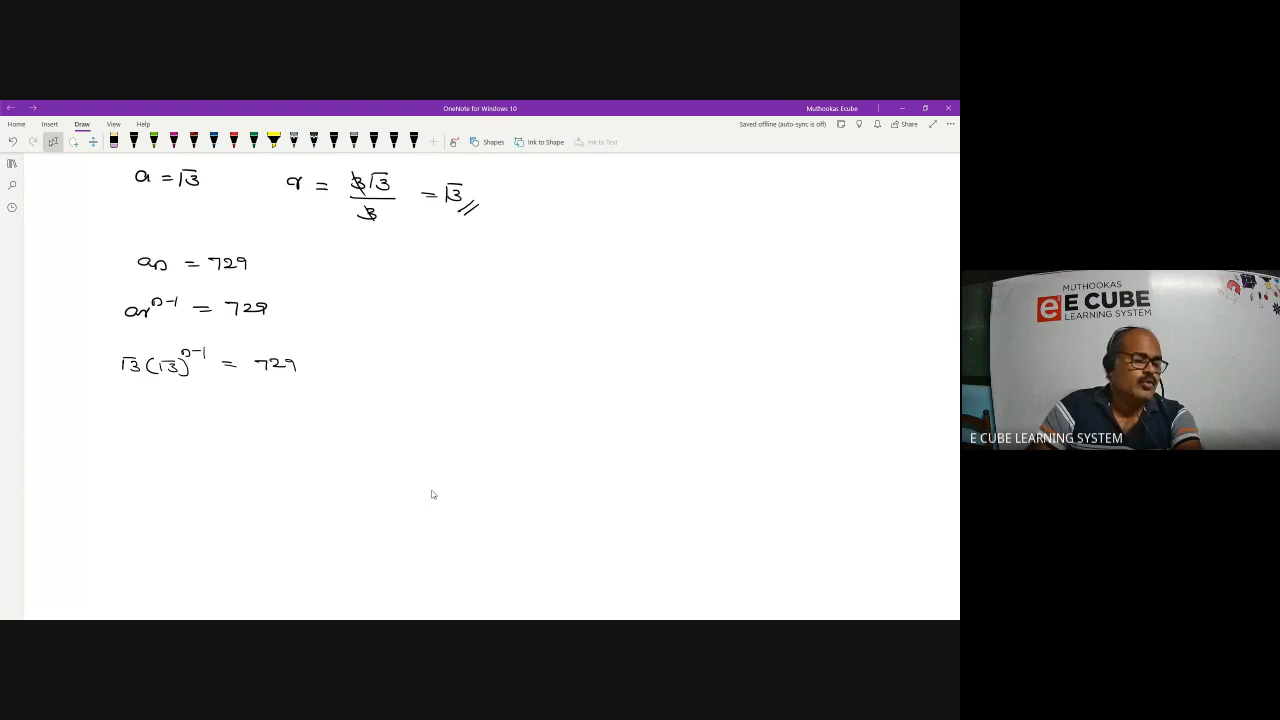 OneNote for Windows 10
Muthookas Ecube
Home Insert Draw View Help
Saved offline (auto-sync is off)
Share
Shapes
Ink to Shape
Ink to Text
a = √3
r = 3√3 / 3 = √3 //
an = 729
ar^n-1 = 729
√3(√3)^n-1 = 729
MUTHOOKAS
e3 E CUBE
LEARNING SYSTEM
E CUBE LEARNING SYSTEM